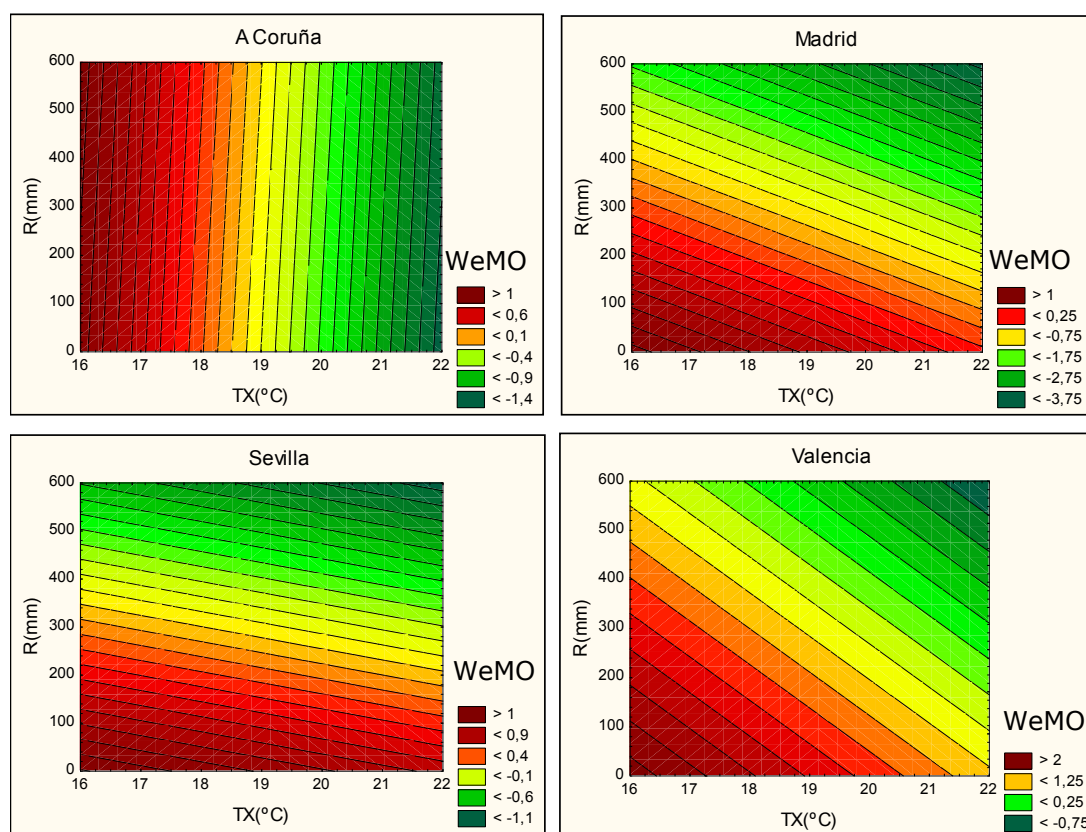 A Coruña
600
500
400
300
200
100
0
R(mm)
16 17 18 19 20 21 22
TX(ºC)
WeMO
> 1
< 0,6
< 0,1
< -0,4
< -0,9
< -1,4
Madrid
600
500
400
300
200
100
0
R(mm)
16 17 18 19 20 21 22
TX(ºC)
WeMO
> 1
< 0,25
< -0,75
< -1,75
< -2,75
< -3,75
Sevilla
600
500
400
300
200
100
0
R(mm)
16 17 18 19 20 21 22
TX(ºC)
WeMO
> 1
< 0,9
< 0,4
< -0,1
< -0,6
< -1,1
Valencia
600
500
400
300
200
100
0
R(mm)
16 17 18 19 20 21 22
TX(ºC)
WeMO
> 2
< 1,25
< 0,25
< -0,75